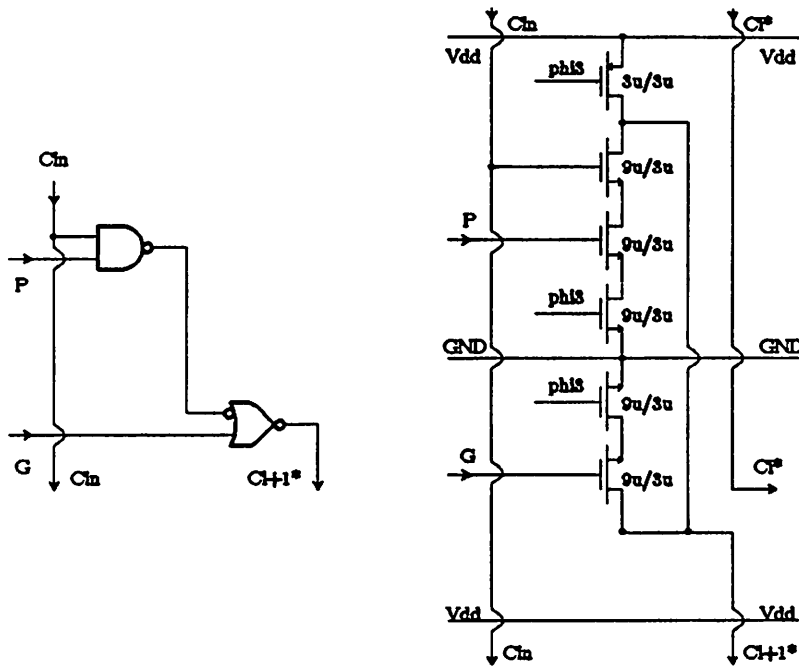 Cin
P
G
Cin
Ci+1*
Cin
Ci*
Vdd
Vdd
phi3
3u/3u
9u/3u
P
9u/3u
phi3
9u/3u
GND
GND
phi3
9u/3u
G
9u/3u
Ci*
Vdd
Vdd
Cin
Ci+1*